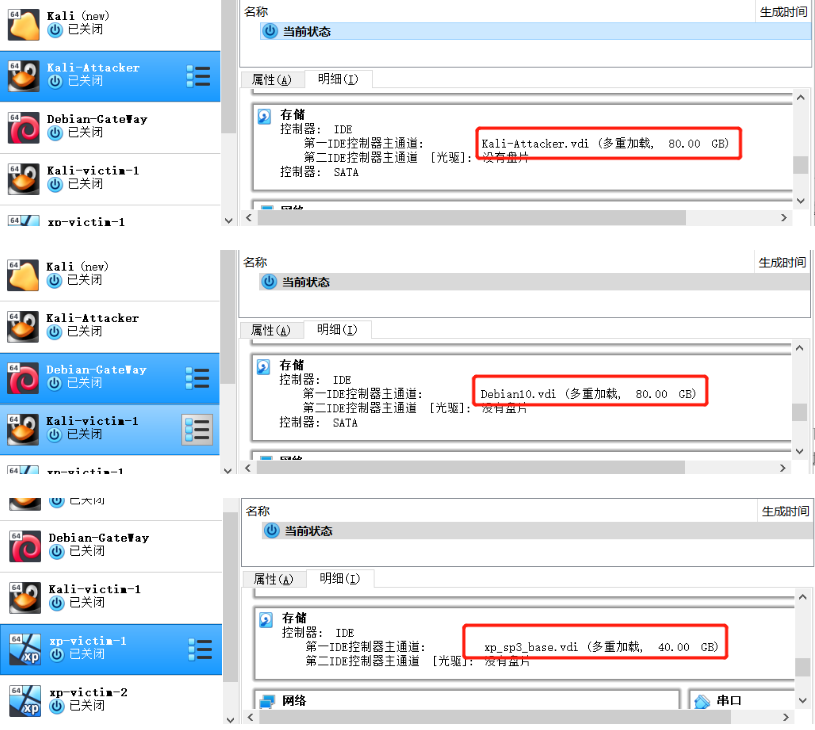 Kali (new)
已关闭
Kali-Attacker
已关闭
Debian-GateWay
已关闭
Kali-victim-1
已关闭
xp-victim-1
名称 生成时间
当前状态
属性(A) 明细(I)
存储
控制器: IDE
第一IDE控制器主通道: Kali-Attacker.vdi (多重加载, 80.00 GB)
第二IDE控制器主通道 [光驱]: 没有盘片
控制器: SATA
网络
Kali (new)
已关闭
Kali-Attacker
已关闭
Debian-GateWay
已关闭
Kali-victim-1
已关闭
xp-victim-1
名称 生成时间
当前状态
属性(A) 明细(I)
存储
控制器: IDE
第一IDE控制器主通道: Debian10.vdi (多重加载, 80.00 GB)
第二IDE控制器主通道 [光驱]: 没有盘片
控制器: SATA
网络
已关闭
Debian-GateWay
已关闭
Kali-victim-1
已关闭
xp-victim-1
已关闭
xp-victim-2
已关闭
名称 生成时间
当前状态
属性(A) 明细(I)
存储
控制器: IDE
第一IDE控制器主通道: xp_sp3_base.vdi (多重加载, 40.00 GB)
第二IDE控制器主通道 [光驱]: 没有盘片
网络 串口